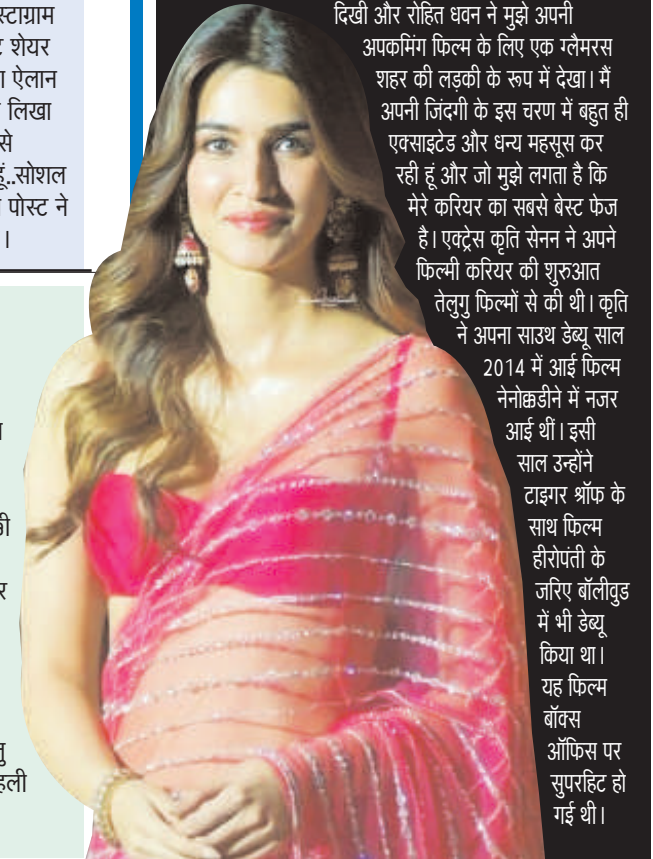 स्टाग्राम
शेयर
ऐलान
लिखा
से
हूं..सोशल
पोस्ट ने
।
र
हली
दिखी और रोहित धवन ने मुझे अपनी
अपकमिंग फिल्म के लिए एक ग्लैमरस
शहर की लड़की के रूप में देखा। मैं
अपनी जिंदगी के इस चरण में बहुत ही
एक्साइटेड और धन्य महसूस कर
रही हूं और जो मुझे लगता है कि
मेरे करियर का सबसे बेस्ट फेज
है। एक्ट्रेस कृति सेनन ने अपने
फिल्मी करियर की शुरुआत
तेलुगु फिल्मों से की थी। कृति
ने अपना साउथ डेब्यू साल
2014 में आई फिल्म
नेनोक्कडीने में नजर
आई थीं। इसी
साल उन्होंने
टाइगर श्रॉफ के
साथ फिल्म
हीरोपंती के
जरिए बॉलीवुड
में भी डेब्यू
किया था।
यह फिल्म
बॉक्स
ऑफिस पर
सुपरहिट हो
गई थी।